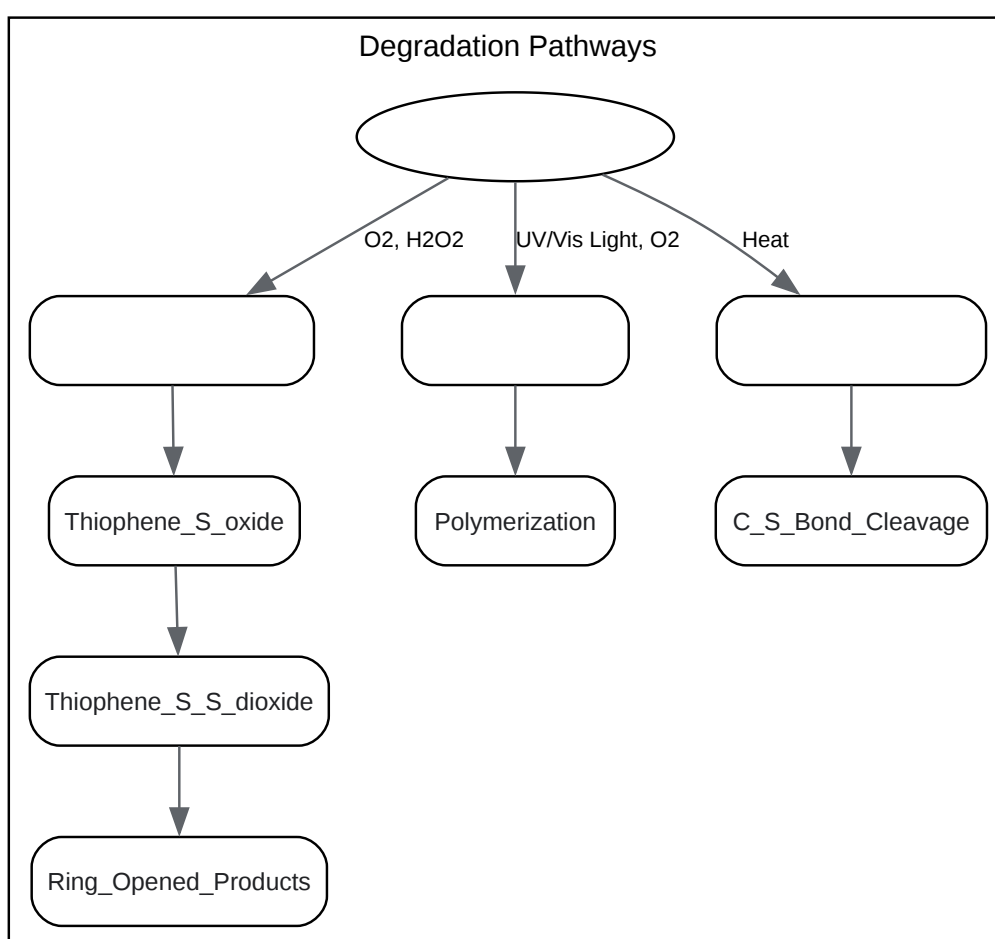 Degradation Pathways
O2, H2O2
UV/Vis Light, O2
Heat
Thiophene_S_oxide
Polymerization
C_S_Bond_Cleavage
Thiophene_S_S_dioxide
Ring_Opened_Products